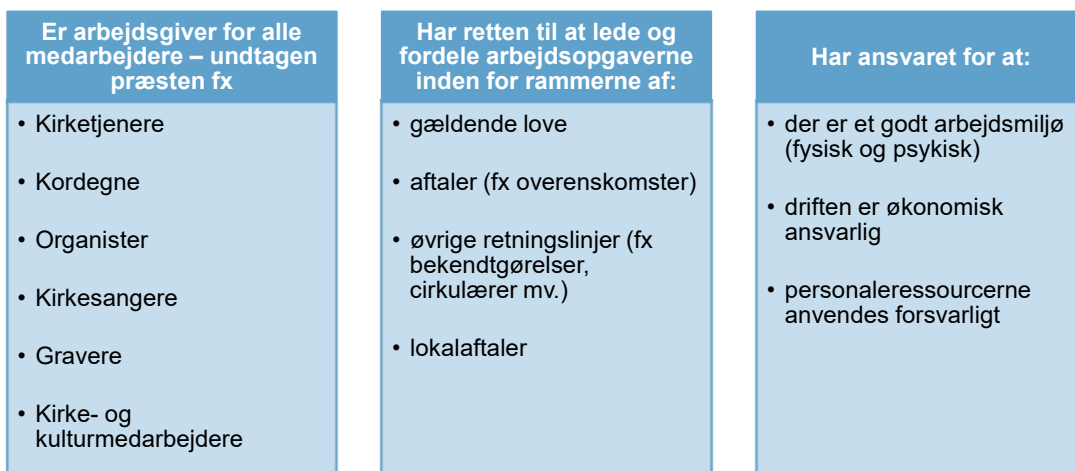 Er arbejdsgiver for alle
medarbejdere – undtagen
præsten fx
• Kirketjenere
• Kordegne
• Organister
• Kirkesangere
• Gravere
• Kirke- og
kulturmedarbejdere
Har retten til at lede og
fordele arbejdsopgaverne
inden for rammerne af:
• gældende love
• aftaler (fx overenskomster)
• øvrige retningslinjer (fx
bekendtgørelser,
cirkulærer mv.)
• lokalaftaler
Har ansvaret for at:
• der er et godt arbejdsmiljø
(fysisk og psykisk)
• driften er økonomisk
ansvarlig
• personaleressourcerne
anvendes forsvarligt